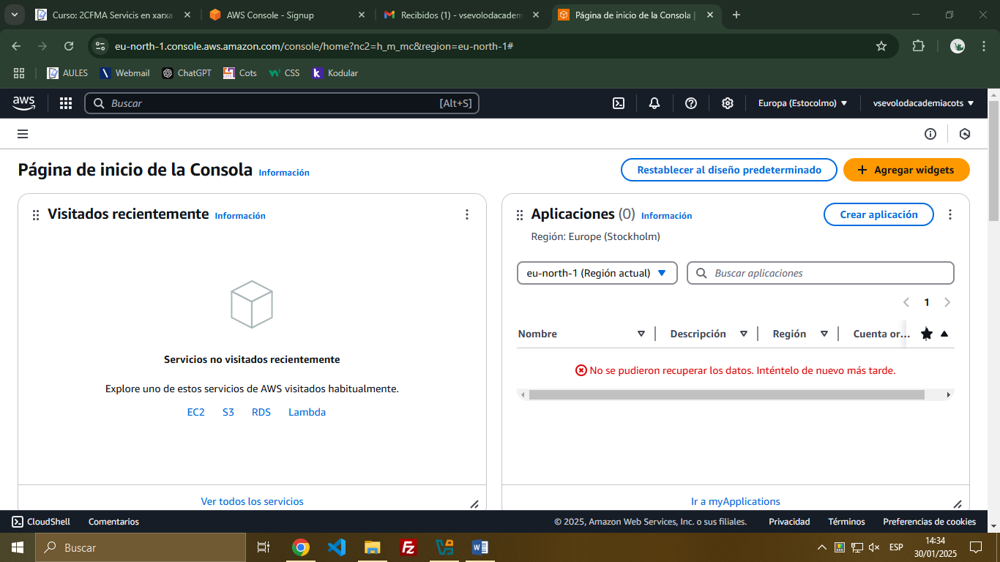 Curso: 2CFMA Servicis en xarxa
AWS Console - Signup
Recibidos (1) - vsevolodacadem
Página de inicio de la Consola |
eu-north-1.console.aws.amazon.com/console/home?nc2=h_m_mc&region=eu-north-1#
AULES
Webmail
ChatGPT
Cots
CSS
Kodular
aws
Buscar
[Alt+S]
Europa (Estocolmo)
vsevolodacademiacots
Página de inicio de la Consola
Información
Restablecer al diseño predeterminado
Agregar widgets
Visitados recientemente
Información
Servicios no visitados recientemente
Explore uno de estos servicios de AWS visitados habitualmente.
EC2 S3 RDS Lambda
Ver todos los servicios
Aplicaciones (0)
Información
Crear aplicación
Región: Europe (Stockholm)
eu-north-1 (Región actual)
Buscar aplicaciones
1
Nombre
Descripción
Región
Cuenta or...
No se pudieron recuperar los datos. Inténtelo de nuevo más tarde.
Ir a myApplications
CloudShell
Comentarios
© 2025, Amazon Web Services, Inc. o sus filiales.
Privacidad
Términos
Preferencias de cookies
Buscar
ESP
14:34
30/01/2025